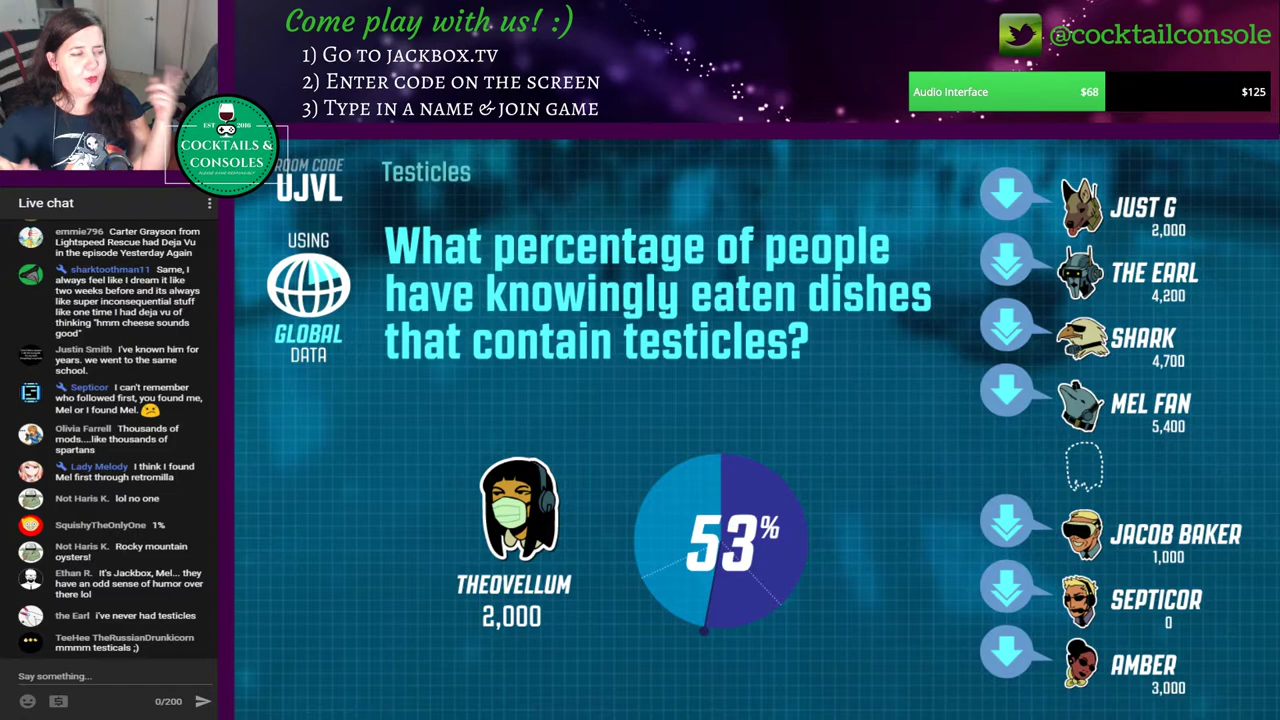 Come play with us! :)
1) Go to jackbox.tv
2) Enter code on the screen
3) Type in a name & join game
@cocktailconsole
Audio Interface $68 $125
EST 2016
COCKTAILS &
CONSOLES
ROOM CODE
UJVL
USING
GLOBAL
DATA
Testicles
What percentage of people
have knowingly eaten dishes
that contain testicles?
THEOVELLUM
2,000
53%
JUST G
2,000
THE EARL
4,200
SHARK
4,700
MEL FAN
5,400
JACOB BAKER
1,000
SEPTICOR
0
AMBER
3,000
Live chat
emmie796 Carter Grayson from
Lightspeed Rescue had Deja Vu
in the episode Yesterday Again
sharktoothman11 Same, I
always feel like I dream it like
two weeks before and its always
like super inconsequential stuff
like one time I had deja vu of
thinking "hmm cheese sounds
good"
Justin Smith I've known him for
years. we went to the same
school.
Septicor I can't remember
who followed first, you found me,
Mel or I found Mel.
Olivia Farrell Thousands of
mods....like thousands of
spartans
Lady Melody I think I found
Mel first through retromilla
Not Haris K. lol no one
SquishyTheOnlyOne 1%
Not Haris K. Rocky mountain
oysters!
Ethan R. It's Jackbox, Mel... they
have an odd sense of humor over
there lol
the Earl i've never had testicles
TeeHee TheRussianDrunkicorn
mmmm testicals ;)
Say something...
0/200